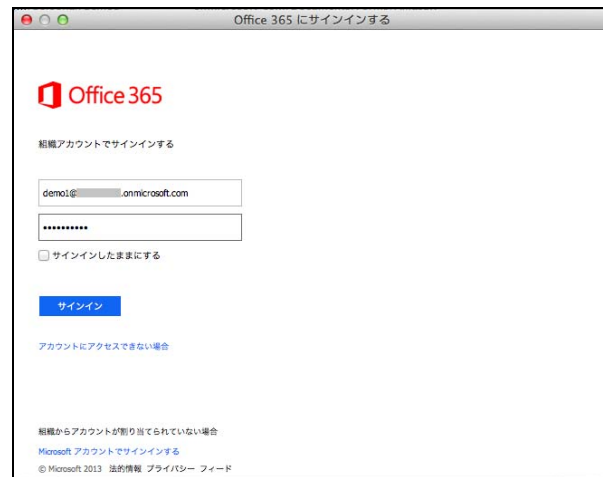 Office 365 にサインインする
Office 365
組織アカウントでサインインする
demo1@ .onmicrosoft.com
••••••••••
サインインしたままにする
サインイン
アカウントにアクセスできない場合
組織からアカウントが割り当てられていない場合
Microsoft アカウントでサインインする
© Microsoft 2013 法的情報 プライバシー フィード